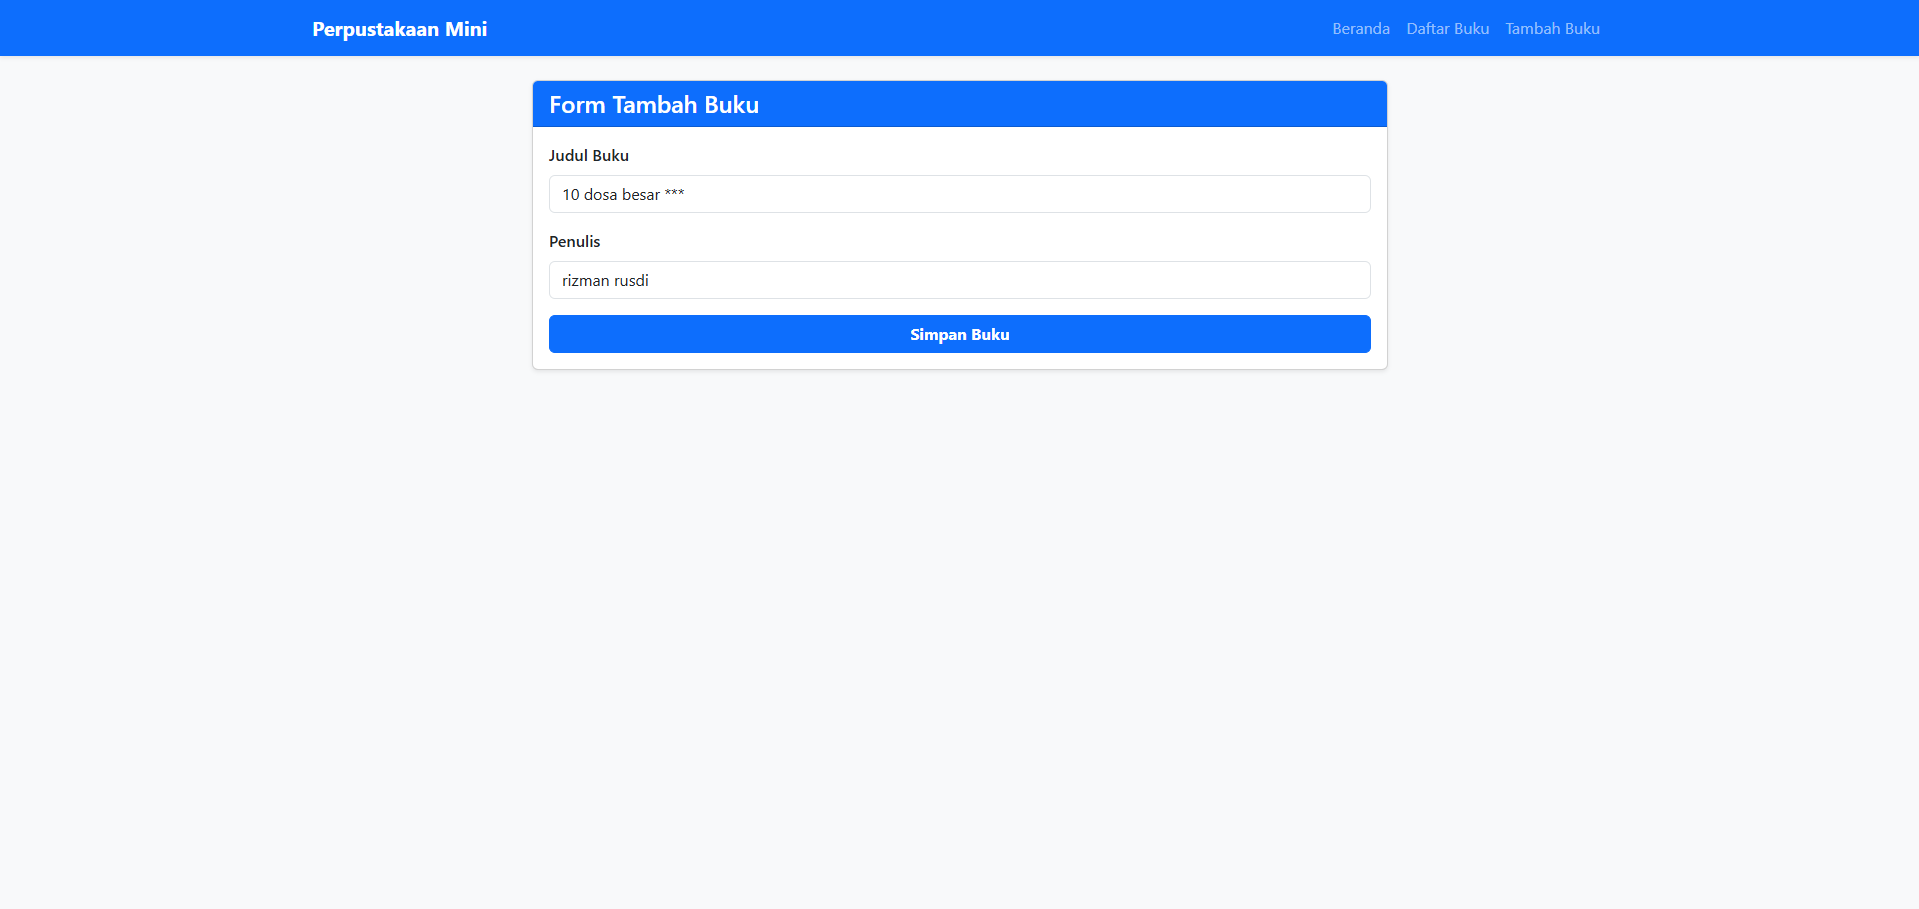 Perpustakaan Mini
Beranda Daftar Buku Tambah Buku
Form Tambah Buku
Judul Buku
10 dosa besar ***
Penulis
rizman rusdi
Simpan Buku